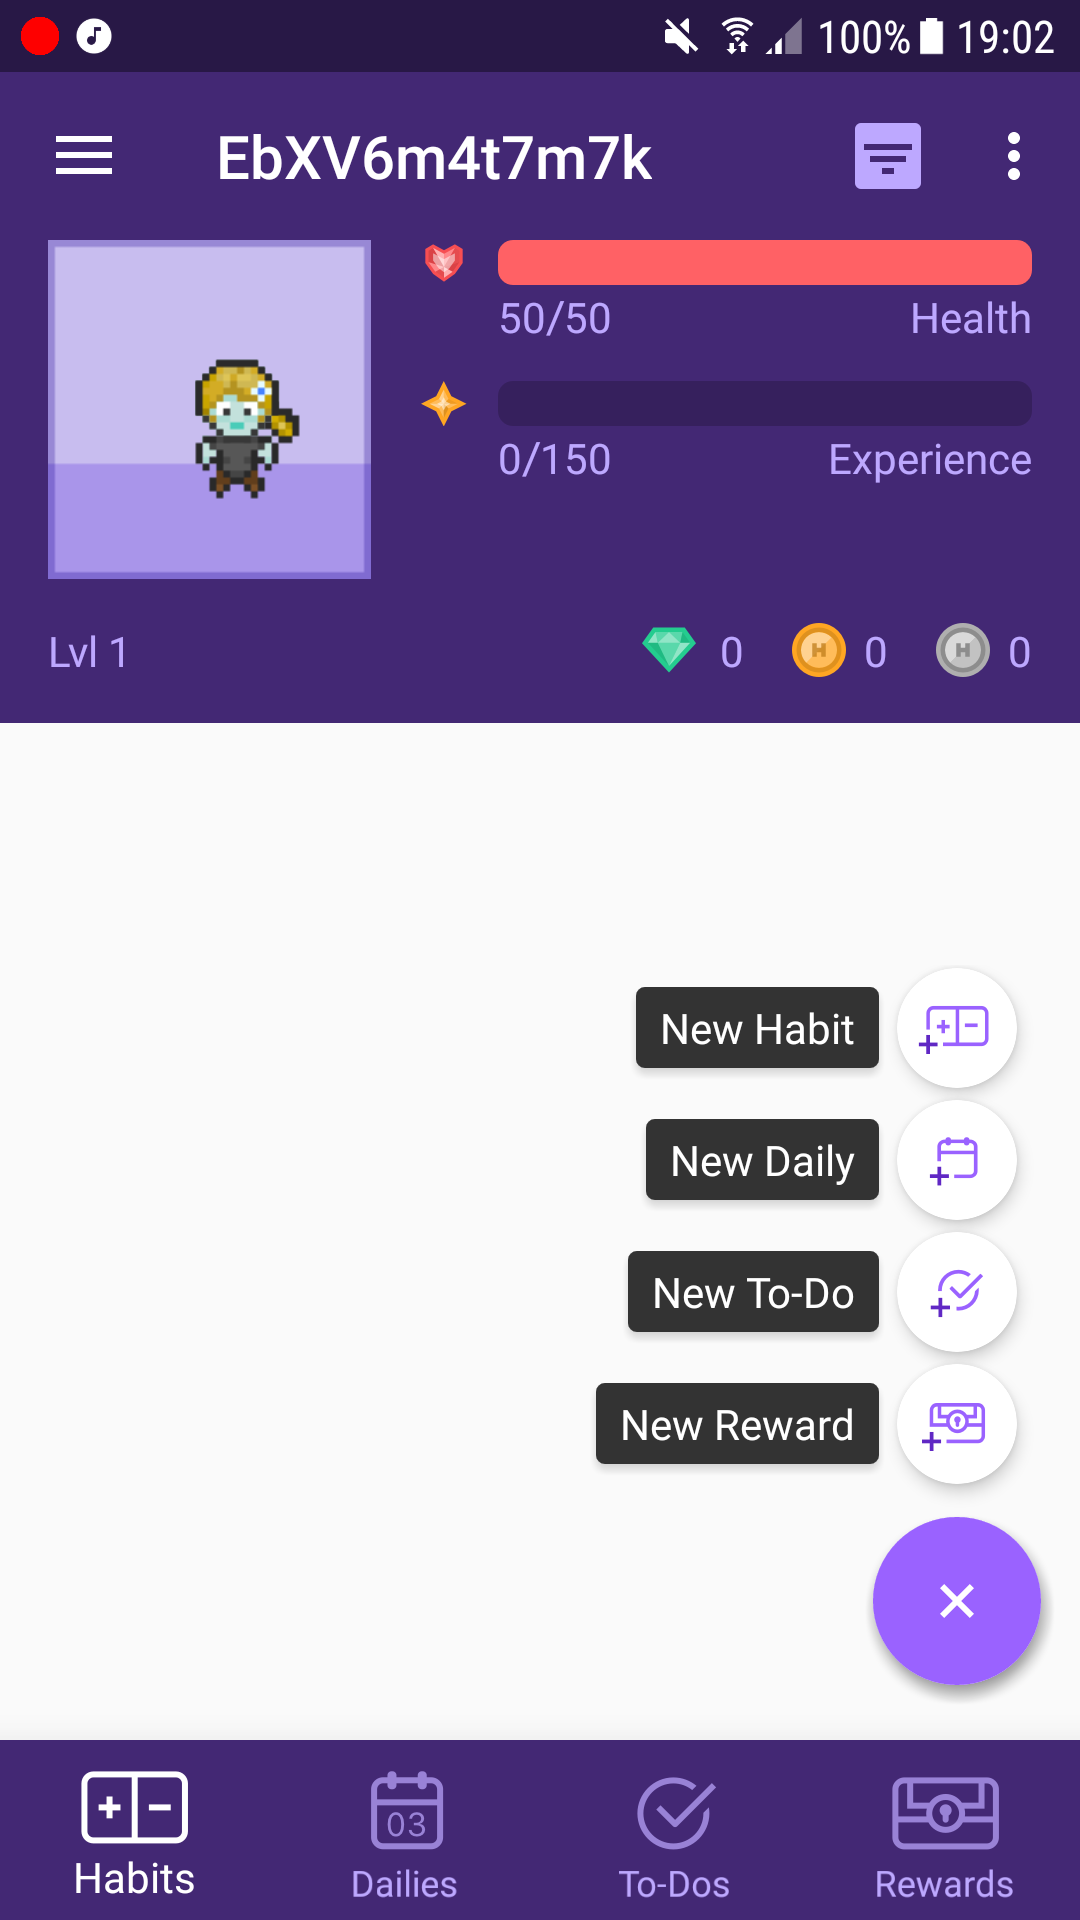 100% 19:02
EbXV6m4t7m7k
50/50 Health
0/150 Experience
Lvl 1 0 0 0
New Habit
New Daily
New To-Do
New Reward
03
Habits Dailies To-Dos Rewards